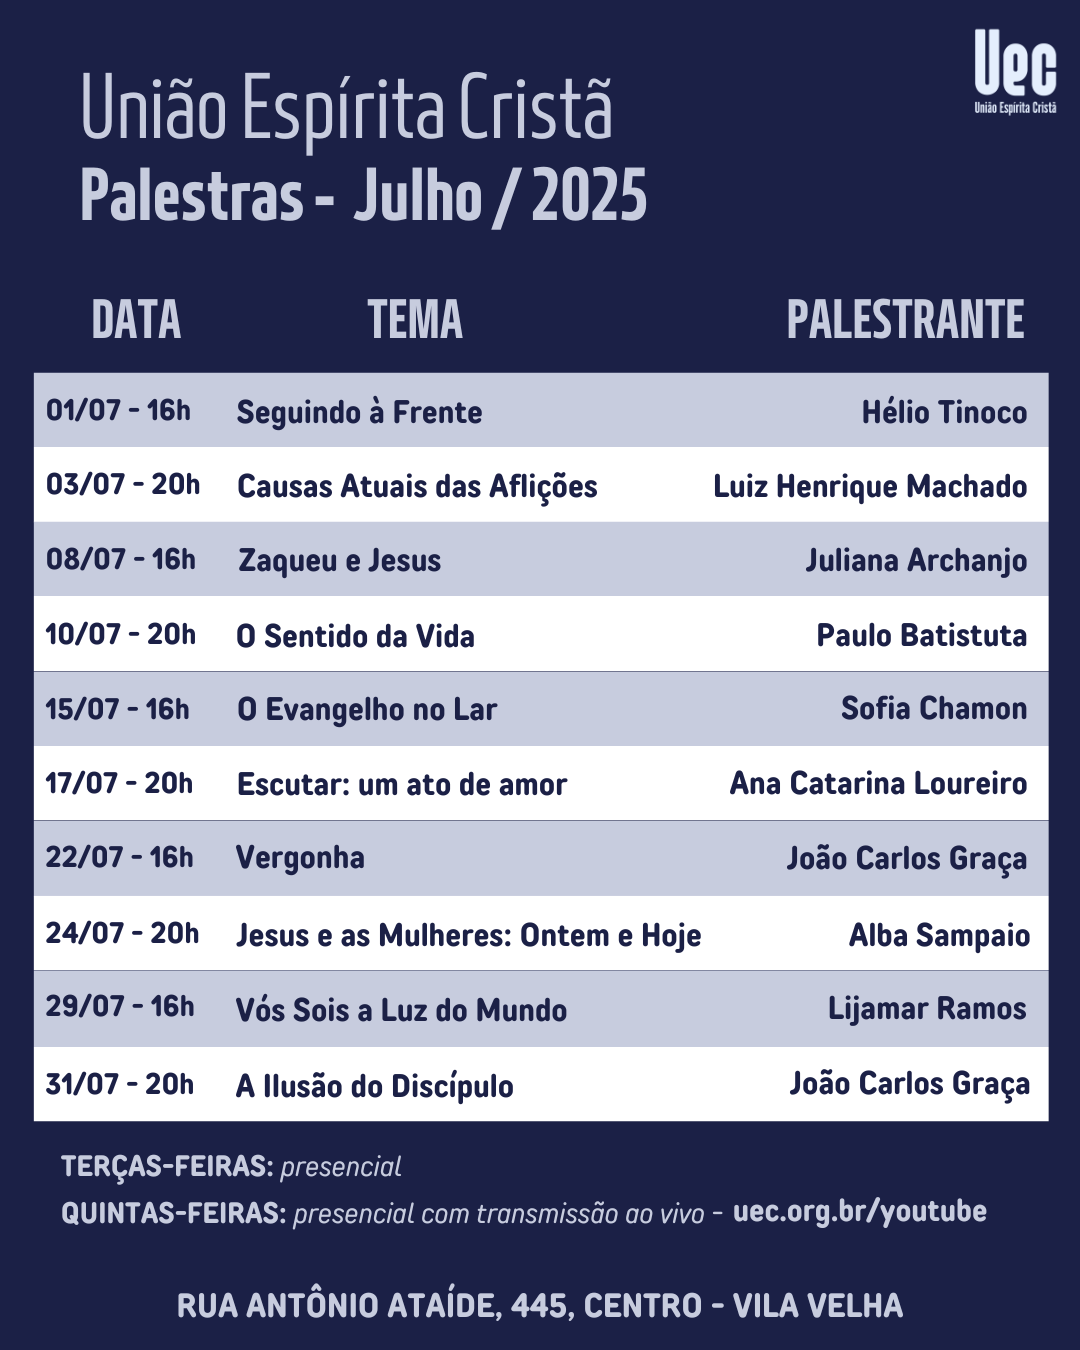 Uec
União Espírita Cristã
União Espírita Cristã
Palestras - Julho / 2025
DATA TEMA PALESTRANTE
01/07 - 16h Seguindo à Frente Hélio Tinoco
03/07 - 20h Causas Atuais das Aflições Luiz Henrique Machado
08/07 - 16h Zaqueu e Jesus Juliana Archanjo
10/07 - 20h O Sentido da Vida Paulo Batistuta
15/07 - 16h O Evangelho no Lar Sofia Chamon
17/07 - 20h Escutar: um ato de amor Ana Catarina Loureiro
22/07 - 16h Vergonha João Carlos Graça
24/07 - 20h Jesus e as Mulheres: Ontem e Hoje Alba Sampaio
29/07 - 16h Vós Sois a Luz do Mundo Lijamar Ramos
31/07 - 20h A Ilusão do Discípulo João Carlos Graça
TERÇAS-FEIRAS: presencial
QUINTAS-FEIRAS: presencial com transmissão ao vivo - uec.org.br/youtube
RUA ANTÔNIO ATAÍDE, 445, CENTRO - VILA VELHA